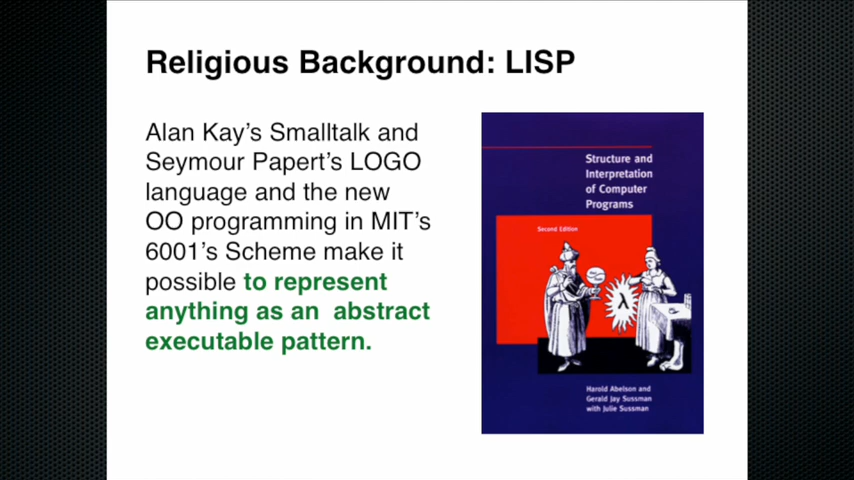 Religious Background: LISP
Alan Kay's Smalltalk and
Seymour Papert's LOGO
language and the new
OO programming in MIT's
6001's Scheme make it
possible to represent
anything as an abstract
executable pattern.
Structure and
Interpretation
of Computer
Programs
Second Edition
λ
Harold Abelson and
Gerald Jay Sussman
with Julie Sussman